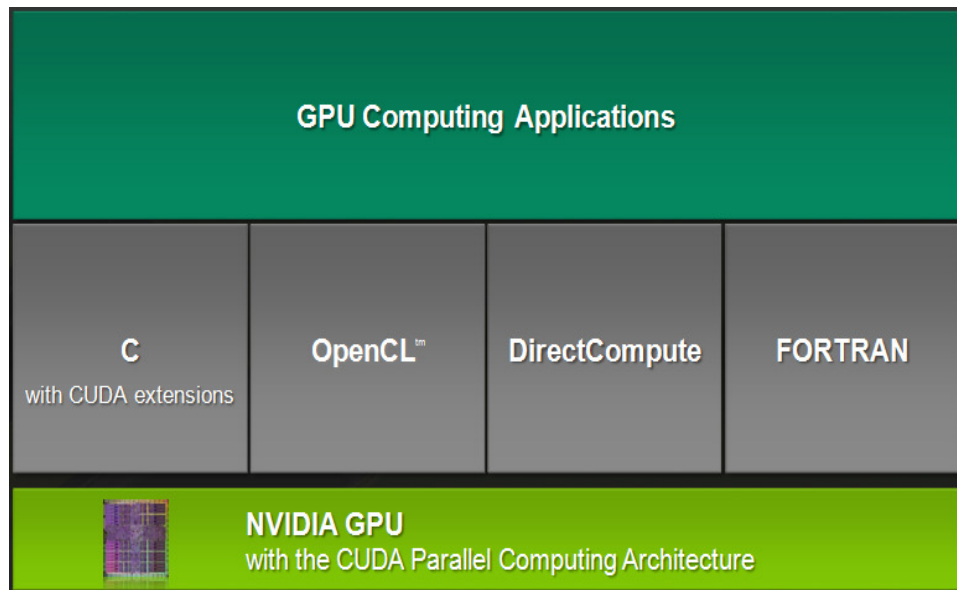 GPU Computing Applications
C
with CUDA extensions
OpenCL™
DirectCompute
FORTRAN
NVIDIA GPU
with the CUDA Parallel Computing Architecture